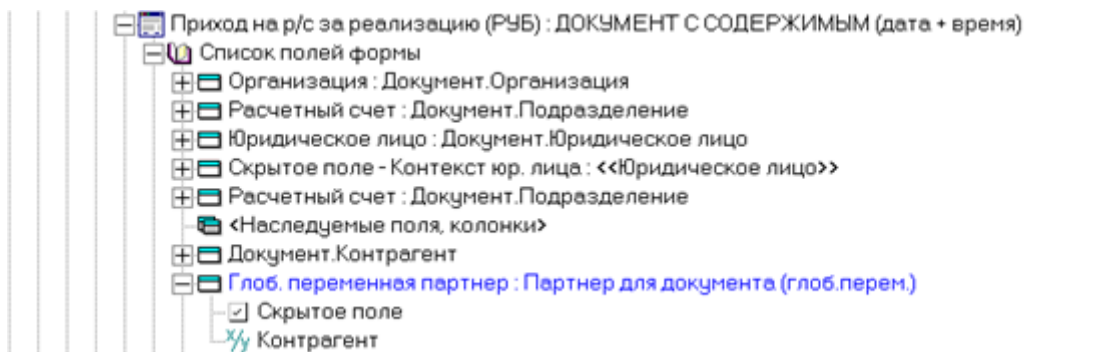 Приход на р/с за реализацию (РУБ) : ДОКУМЕНТ С СОДЕРЖИМЫМ (дата + время)
Список полей формы
Организация : Документ.Организация
Расчетный счет : Документ.Подразделение
Юридическое лицо : Документ.Юридическое лицо
Скрытое поле - Контекст юр. лица : <<Юридическое лицо>>
Расчетный счет : Документ.Подразделение
<Наследуемые поля, колонки>
Документ.Контрагент
Глоб. переменная партнер : Партнер для документа (глоб.перем.)
Скрытое поле
x/y Контрагент